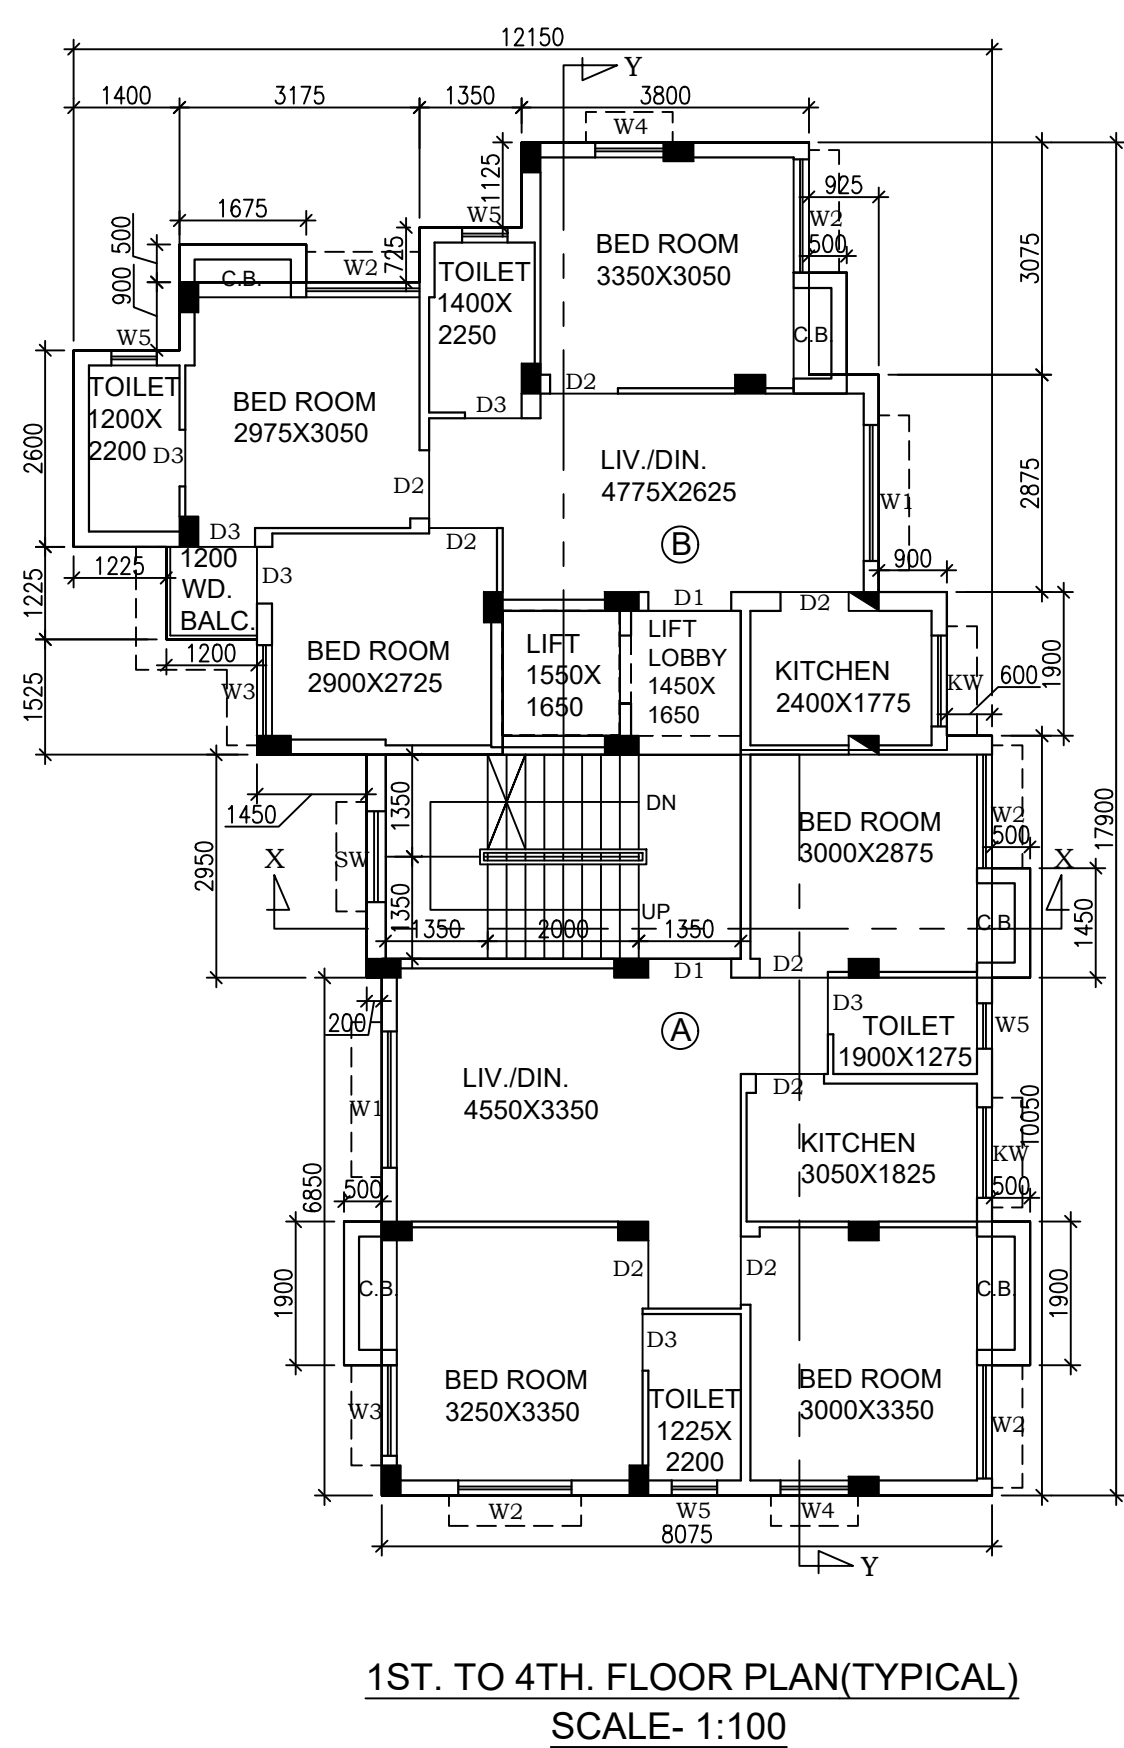 12150
Y
1400
3175
1350
3800
W4
1125
925
1675
W5
W2
500
500
725
W2
BED ROOM
3350X3050
3075
C.B.
TOILET
1400X
2250
900
W5
C.B.
TOILET
1200X
2200
BED ROOM
2975X3050
D2
D3
D3
2600
LIV./DIN.
4775X2625
2875
D2
W1
D3
D2
B
1200
WD.
BALC.
D3
1225
900
1225
D1
D2
LIFT
1550X
1650
LIFT
LOBBY
1450X
1650
BED ROOM
2900X2725
KITCHEN
2400X1775
1900
1200
600
KW
W3
1525
1450
1350
DN
BED ROOM
3000X2875
W2
500
17900
2950
X
SW
X
1350
UP
C.B.
1450
1350
2000
1350
D1
D2
200
A
D3
TOILET
1900X1275
W5
LIV./DIN.
4550X3350
D2
W1
10050
KITCHEN
3050X1825
KW
6850
500
500
D2
D2
1900
C.B.
C.B.
1900
D3
BED ROOM
3250X3350
TOILET
1225X
2200
BED ROOM
3000X3350
W3
W2
W2
W5
W4
8075
Y
1ST. TO 4TH. FLOOR PLAN(TYPICAL)
SCALE- 1:100